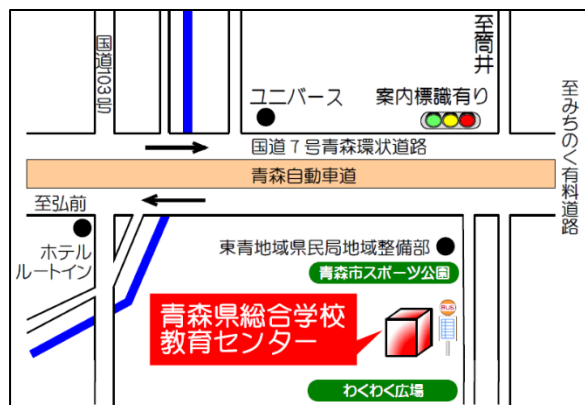 国道103号
至筒井
ユニバース
案内標識有り
至みちのく有料道路
国道7号青森環状道路
青森自動車道
至弘前
ホテル
ルートイン
東青地域県民局地域整備部
青森市スポーツ公園
BUS
青森県総合学校
教育センター
わくわく広場